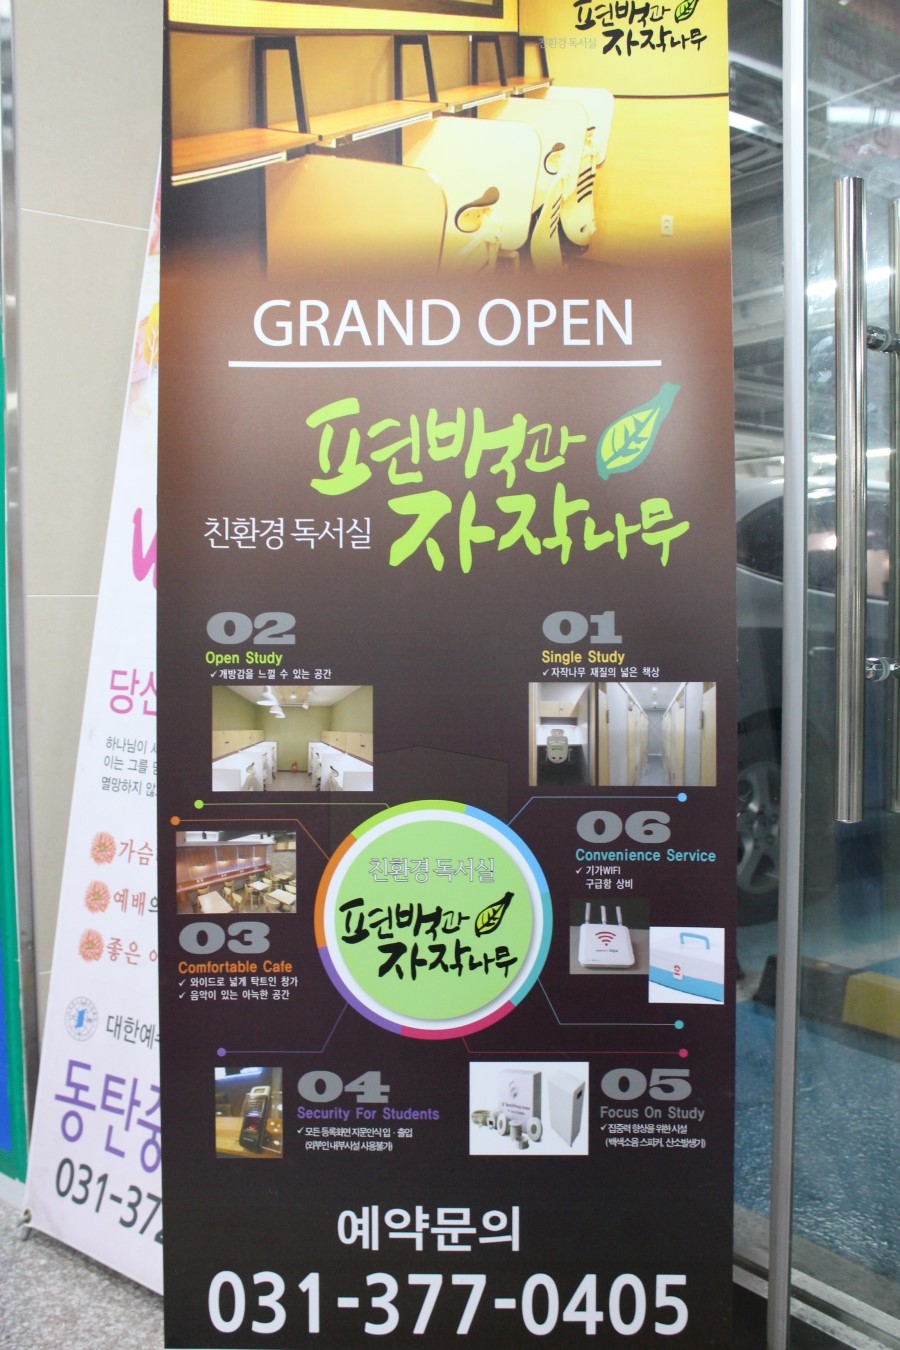 편백과
친환경 독서실 자작나무
GRAND OPEN
편백과
친환경 독서실 자작나무
02
Open Study
✓개방감을 느낄 수 있는 공간
01
Single Study
✓자작나무 재질의 넓은 책상
친환경 독서실
편백과
자작나무
06
Convenience Service
✓ 기가WIFI
구급함 상비
03
Comfortable Cafe
✓ 와이드로 넓게 탁트인 창가
✓ 음악이 있는 아늑한 공간
04
Security For Students
✓ 모든 등록회원 지문인식 입·출입
(외부인 내부시설 사용불가)
05
Focus On Study
✓ 집중력 향상을 위한 시설
(백색소음 스피커, 산소발생기)
예약문의
031-377-0405
당신
하나님이 세
이는 그를
멸망하지 않
가슴
예배
좋은
대한예
동탄중
031-372